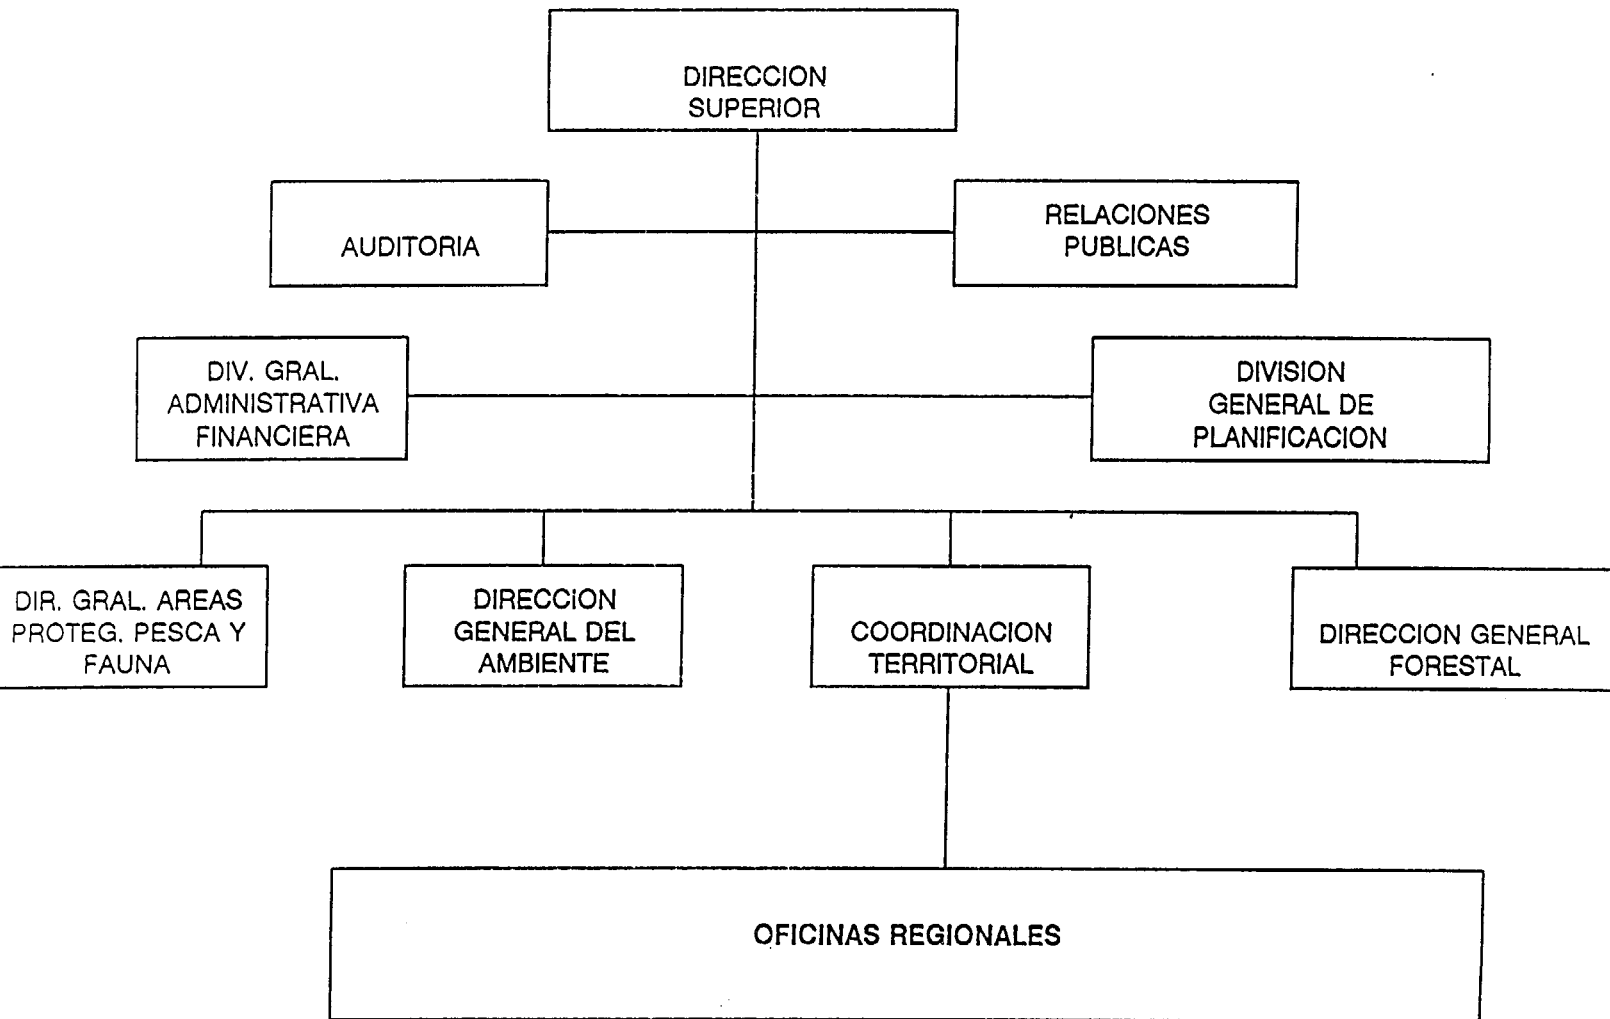 DIRECCION
SUPERIOR
AUDITORIA
RELACIONES
PUBLICAS
DIV. GRAL.
ADMINISTRATIVA
FINANCIERA
DIVISION
GENERAL DE
PLANIFICACION
DIR. GRAL. AREAS
PROTEG. PESCA Y
FAUNA
DIRECCION
GENERAL DEL
AMBIENTE
COORDINACION
TERRITORIAL
DIRECCION GENERAL
FORESTAL
OFICINAS REGIONALES